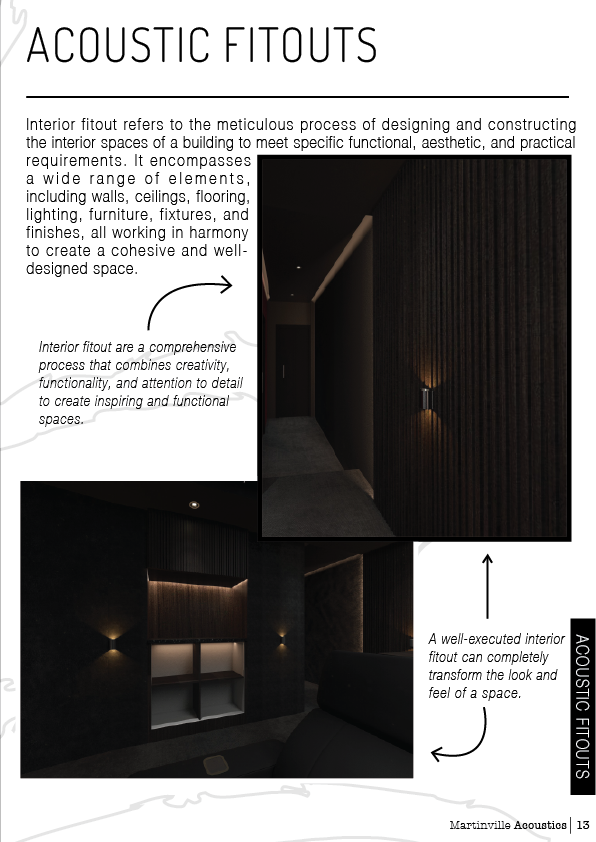 ACOUSTIC FITOUTS
Interior fitout refers to the meticulous process of designing and constructing
the interior spaces of a building to meet specific functional, aesthetic, and practical
requirements. It encompasses
a wide range of elements,
including walls, ceilings, flooring,
lighting, furniture, fixtures, and
finishes, all working in harmony
to create a cohesive and well-
designed space.
Interior fitout are a comprehensive
process that combines creativity,
functionality, and attention to detail
to create inspiring and functional
spaces.
A well-executed interior
fitout can completely
transform the look and
feel of a space.
ACOUSTIC FITOUTS
Martinville Acoustics | 13